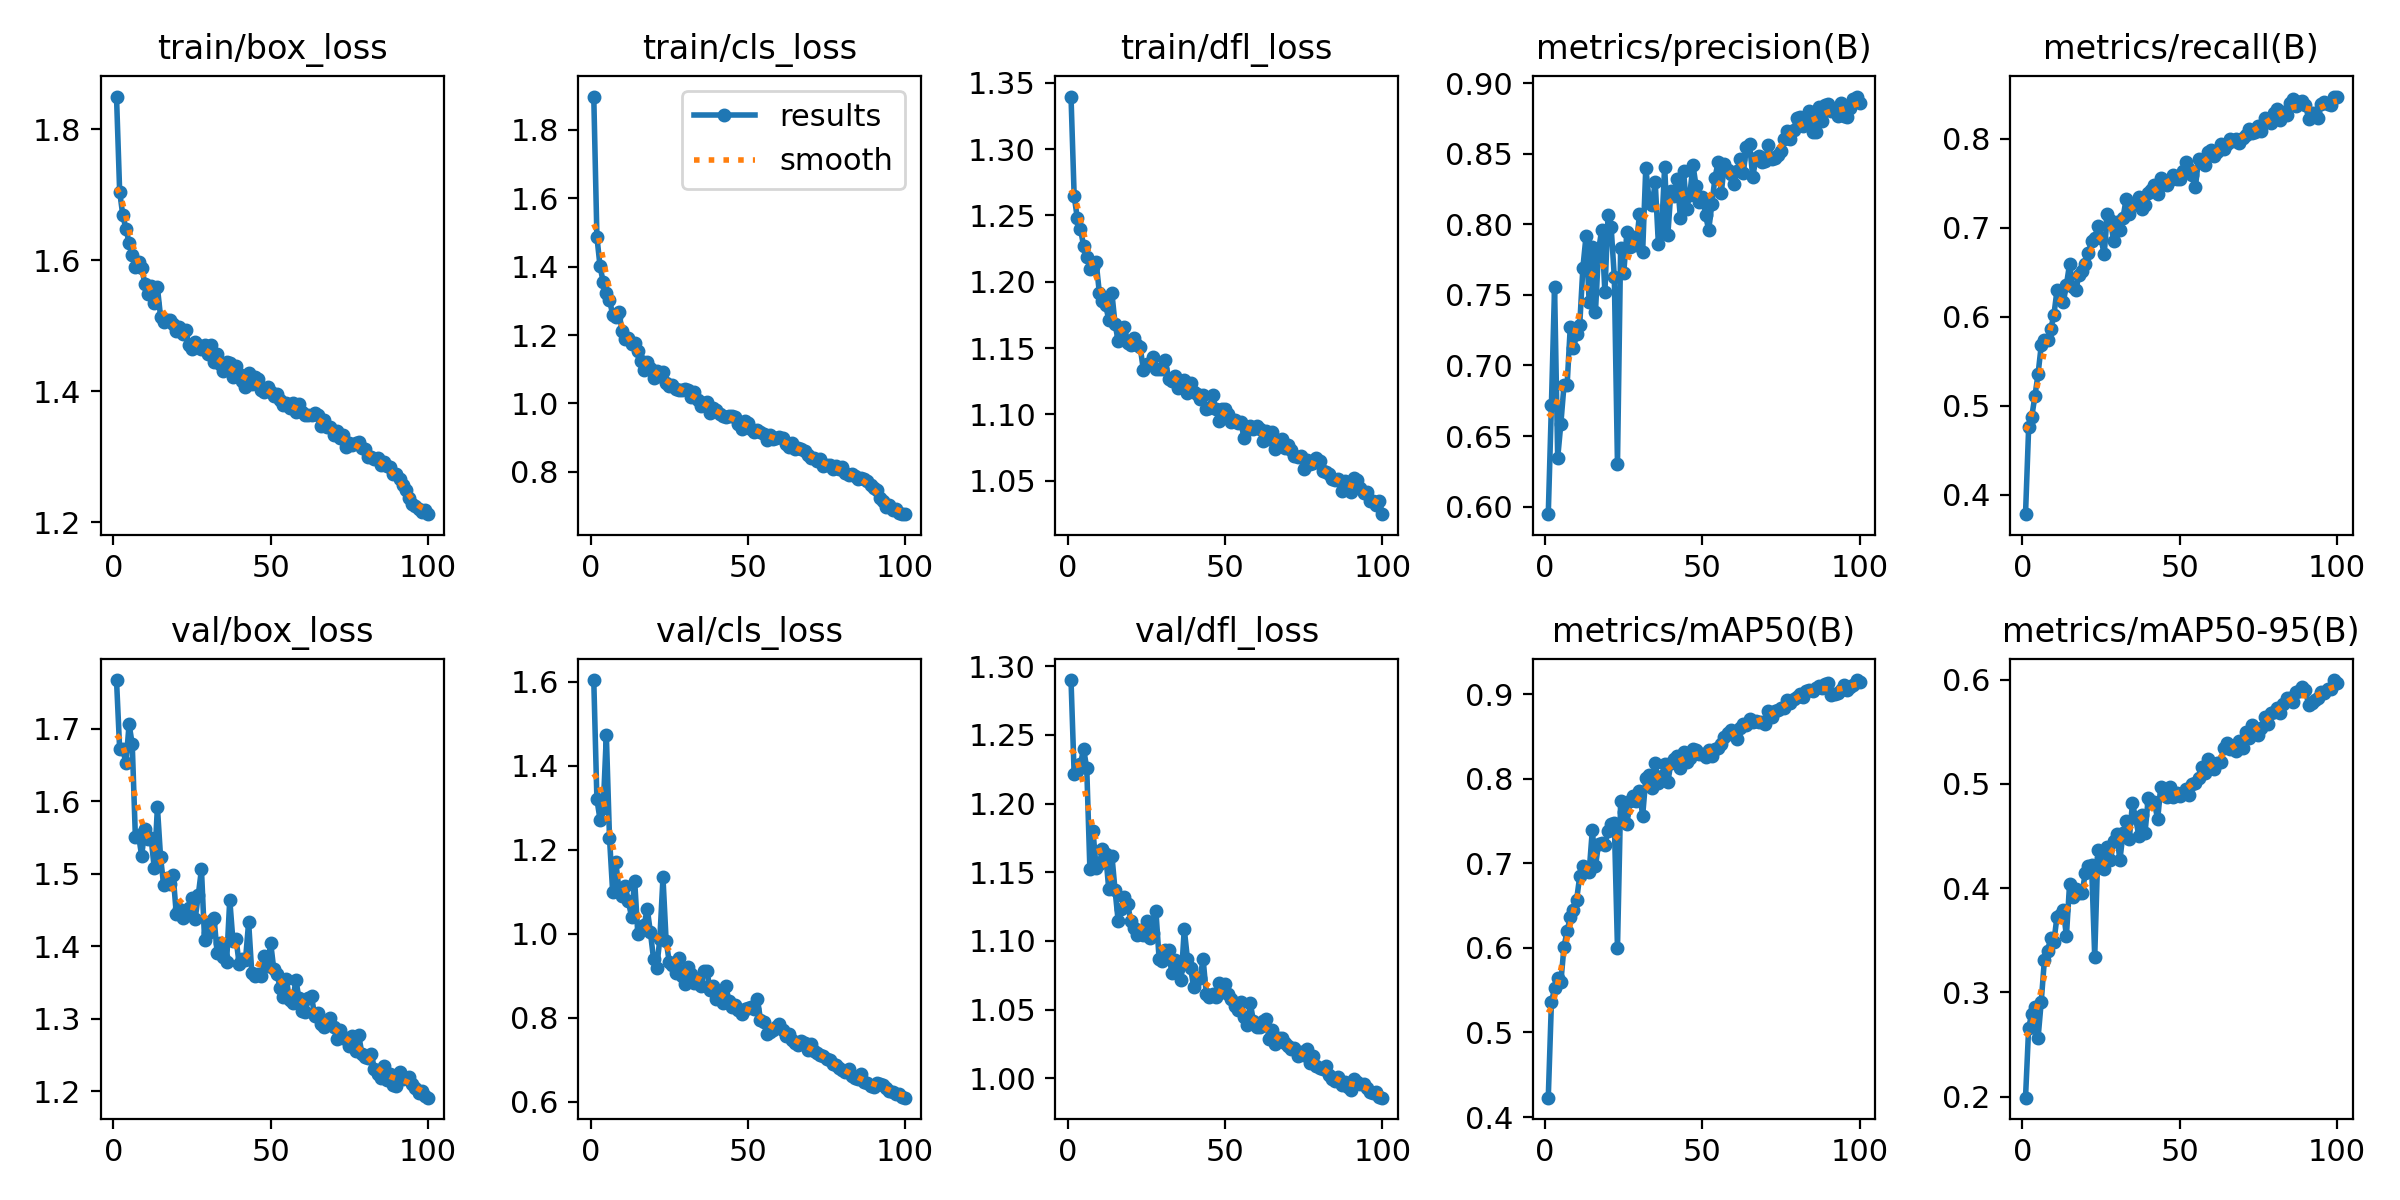 train/box_loss
1.8
1.6
1.4
1.2
0 50 100
train/cls_loss
results
smooth
1.8
1.6
1.4
1.2
1.0
0.8
0 50 100
train/dfl_loss
1.35
1.30
1.25
1.20
1.15
1.10
1.05
0 50 100
metrics/precision(B)
0.90
0.85
0.80
0.75
0.70
0.65
0.60
0 50 100
metrics/recall(B)
0.8
0.7
0.6
0.5
0.4
0 50 100
val/box_loss
1.7
1.6
1.5
1.4
1.3
1.2
0 50 100
val/cls_loss
1.6
1.4
1.2
1.0
0.8
0.6
0 50 100
val/dfl_loss
1.30
1.25
1.20
1.15
1.10
1.05
1.00
0 50 100
metrics/mAP50(B)
0.9
0.8
0.7
0.6
0.5
0.4
0 50 100
metrics/mAP50-95(B)
0.6
0.5
0.4
0.3
0.2
0 50 100